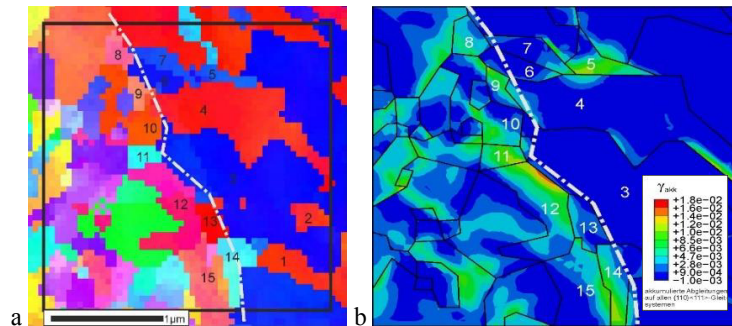 8
7
5
9
4
10
11
12
13
2
14
1
15
1µm
a
8
7
5
6
9
4
10
11
3
12
13
14
15
γakk
+1.8e-02
+1.6e-02
+1.4e-02
+1.2e-02
+1.0e-02
+8.5e-03
+6.6e-03
+4.7e-03
+2.8e-03
+9.0e-04
-1.0e-03
akkumulierte Abgleitungen
auf allen {110}<111> Gleit
systemen
b